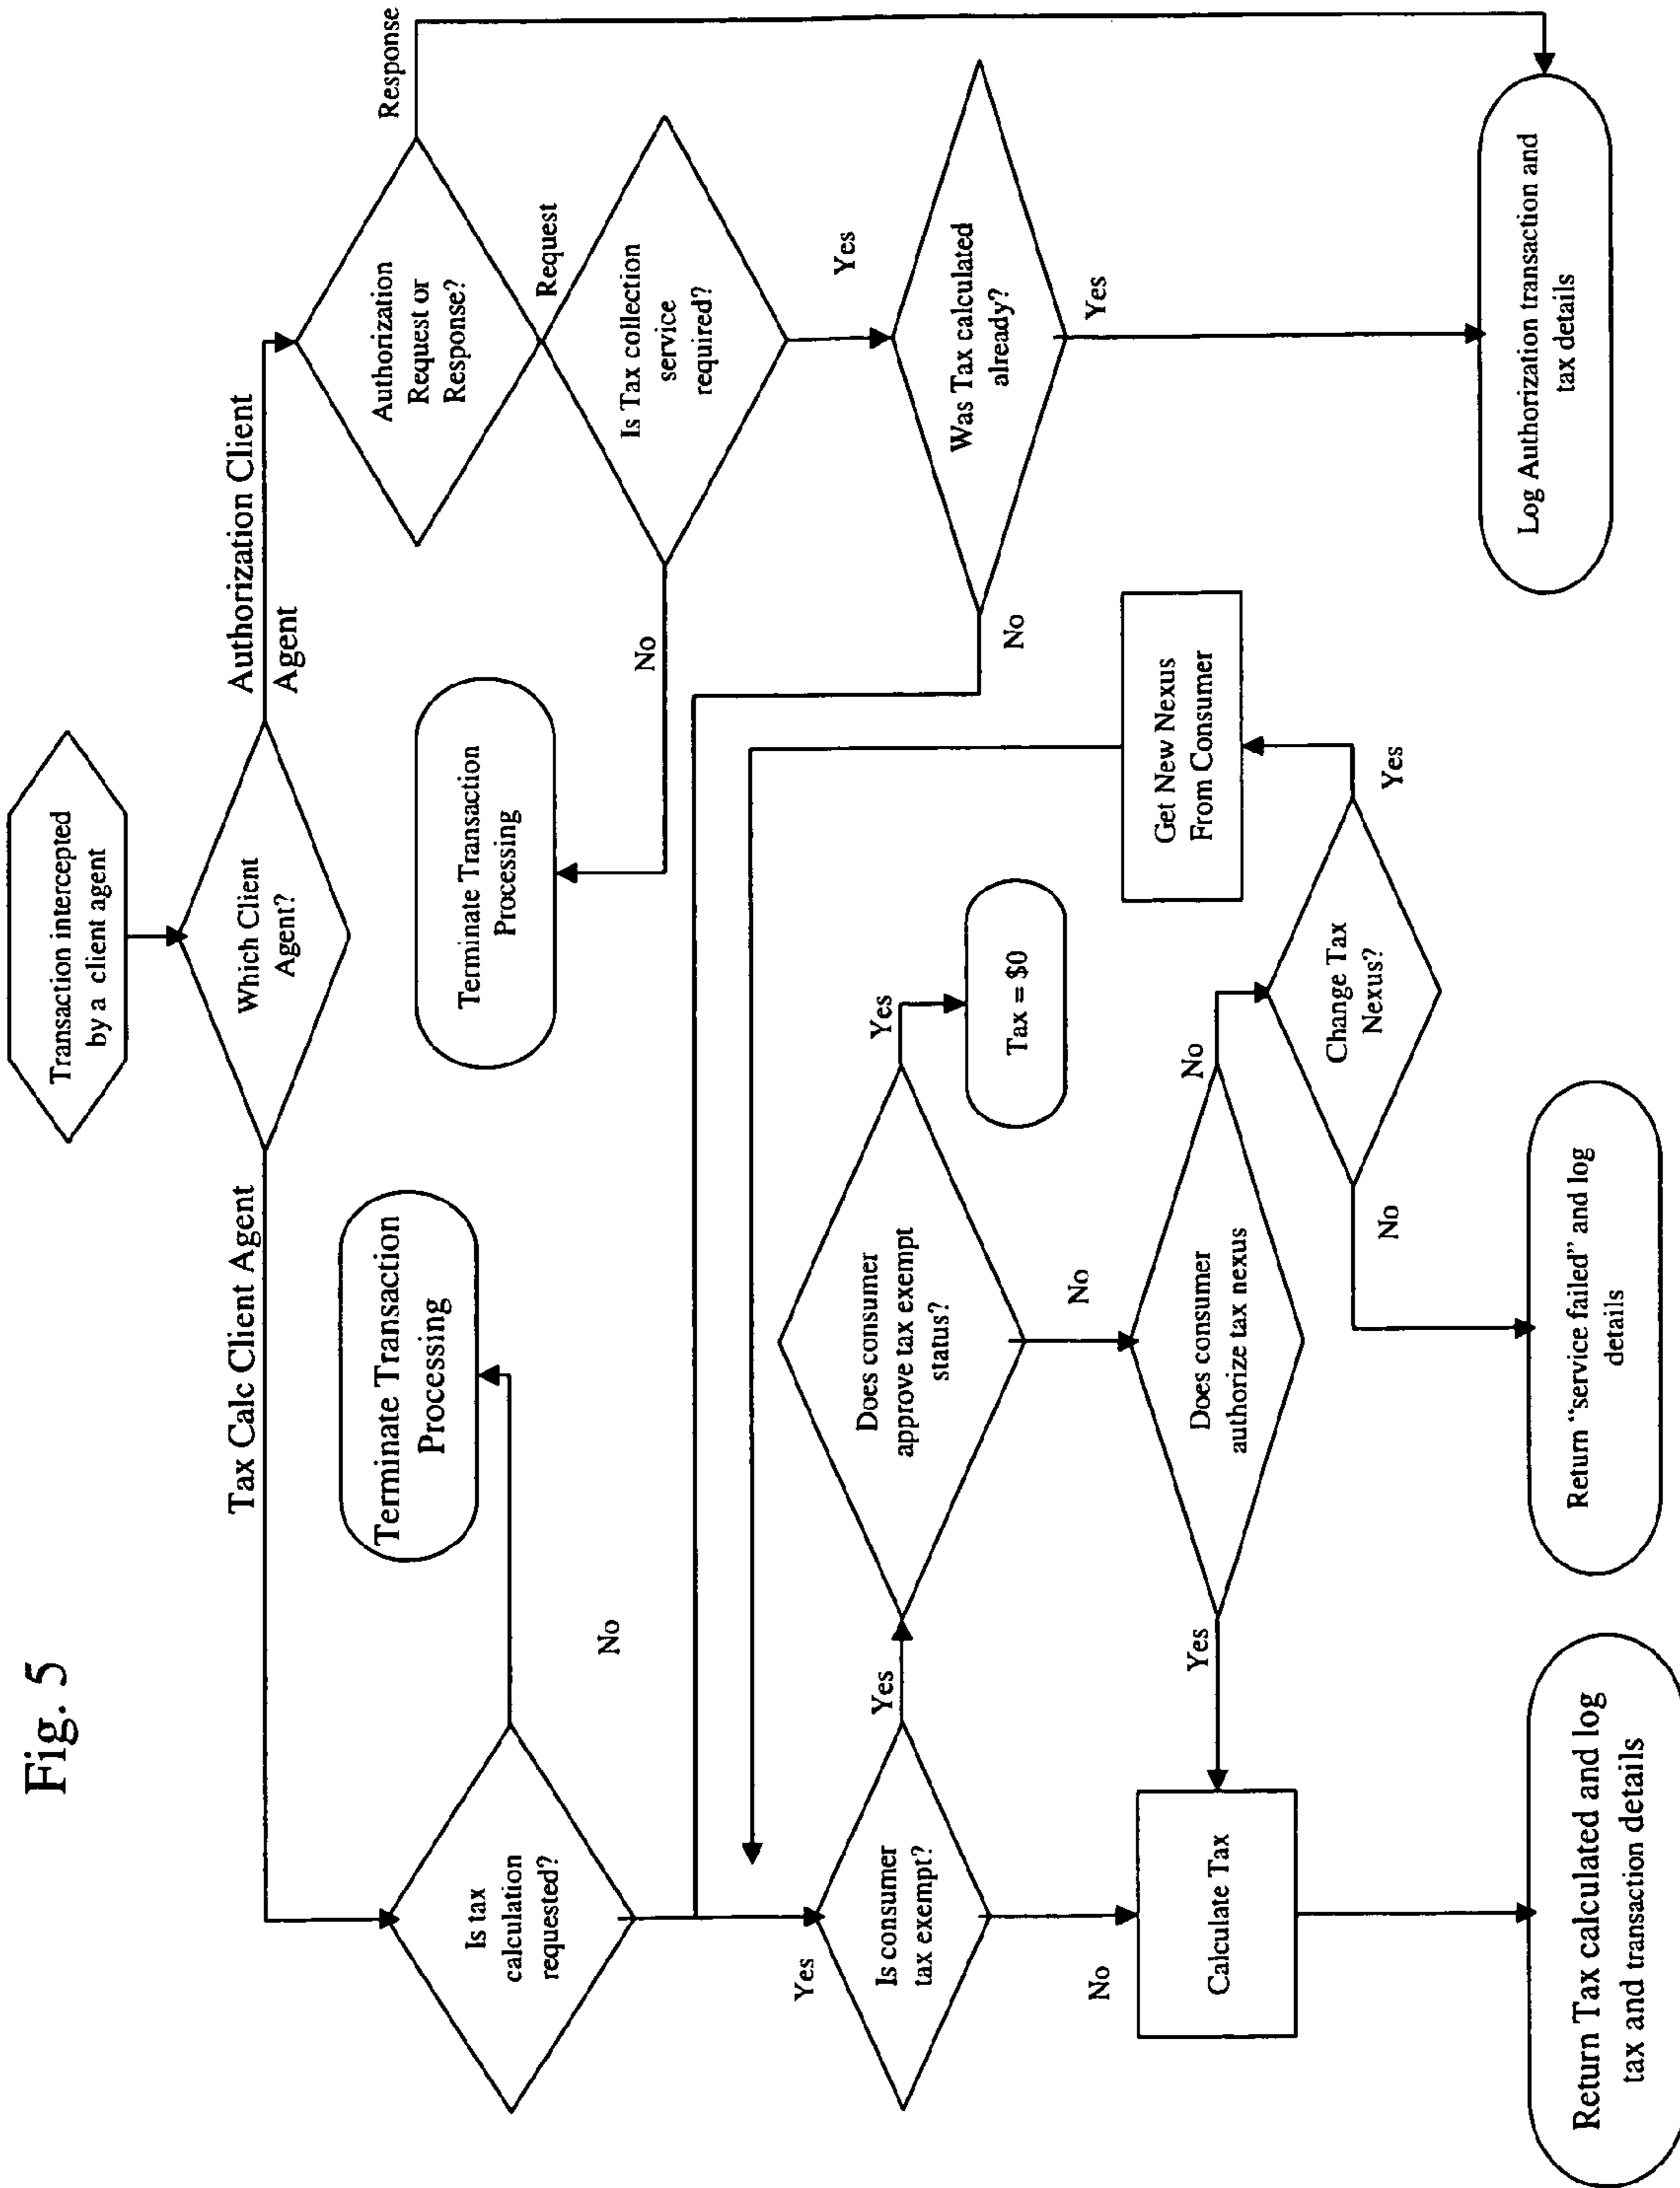 Fig. 5
Transaction intercepted
by a client agent
Which Client
Agent?
Tax Calc Client Agent
Authorization Client
Agent
Authorization
Request or
Response?
Response
Request
Is Tax collection
service
required?
No
Yes
Terminate Transaction
Processing
Was Tax calculated
already?
No
Yes
Log Authorization transaction and
tax details
Is tax
calculation
requested?
No
Terminate Transaction
Processing
Yes
Is consumer
tax exempt?
Yes
No
Does consumer
approve tax exempt
status?
Yes
Tax = $0
No
Does consumer
authorize tax nexus
Yes
No
Change Tax
Nexus?
Yes
No
Get New Nexus
From Consumer
Calculate Tax
Return "service failed" and log
details
Return Tax calculated and log
tax and transaction details